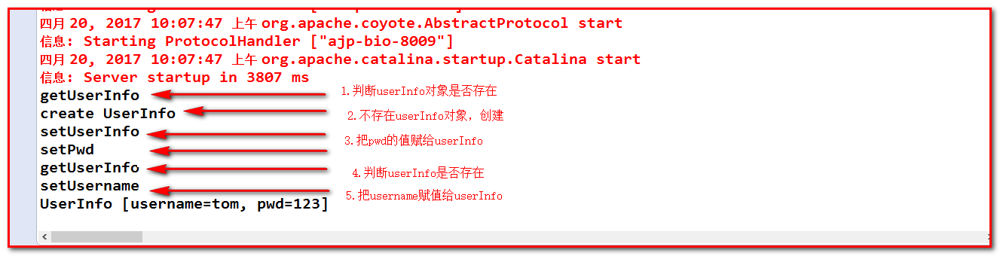 四月 20, 2017 10:07:47 上午 org.apache.coyote.AbstractProtocol start
信息: Starting ProtocolHandler ["ajp-bio-8009"]
四月 20, 2017 10:07:47 上午 org.apache.catalina.startup.Catalina start
信息: Server startup in 3807 ms
getUserInfo
1.判断userInfo对象是否存在
create UserInfo
2.不存在userInfo对象，创建
setUserInfo
setPwd
3.把pwd的值赋给userInfo
getUserInfo
4.判断userInfo是否存在
setUsername
5.把username赋值给userInfo
UserInfo [username=tom, pwd=123]